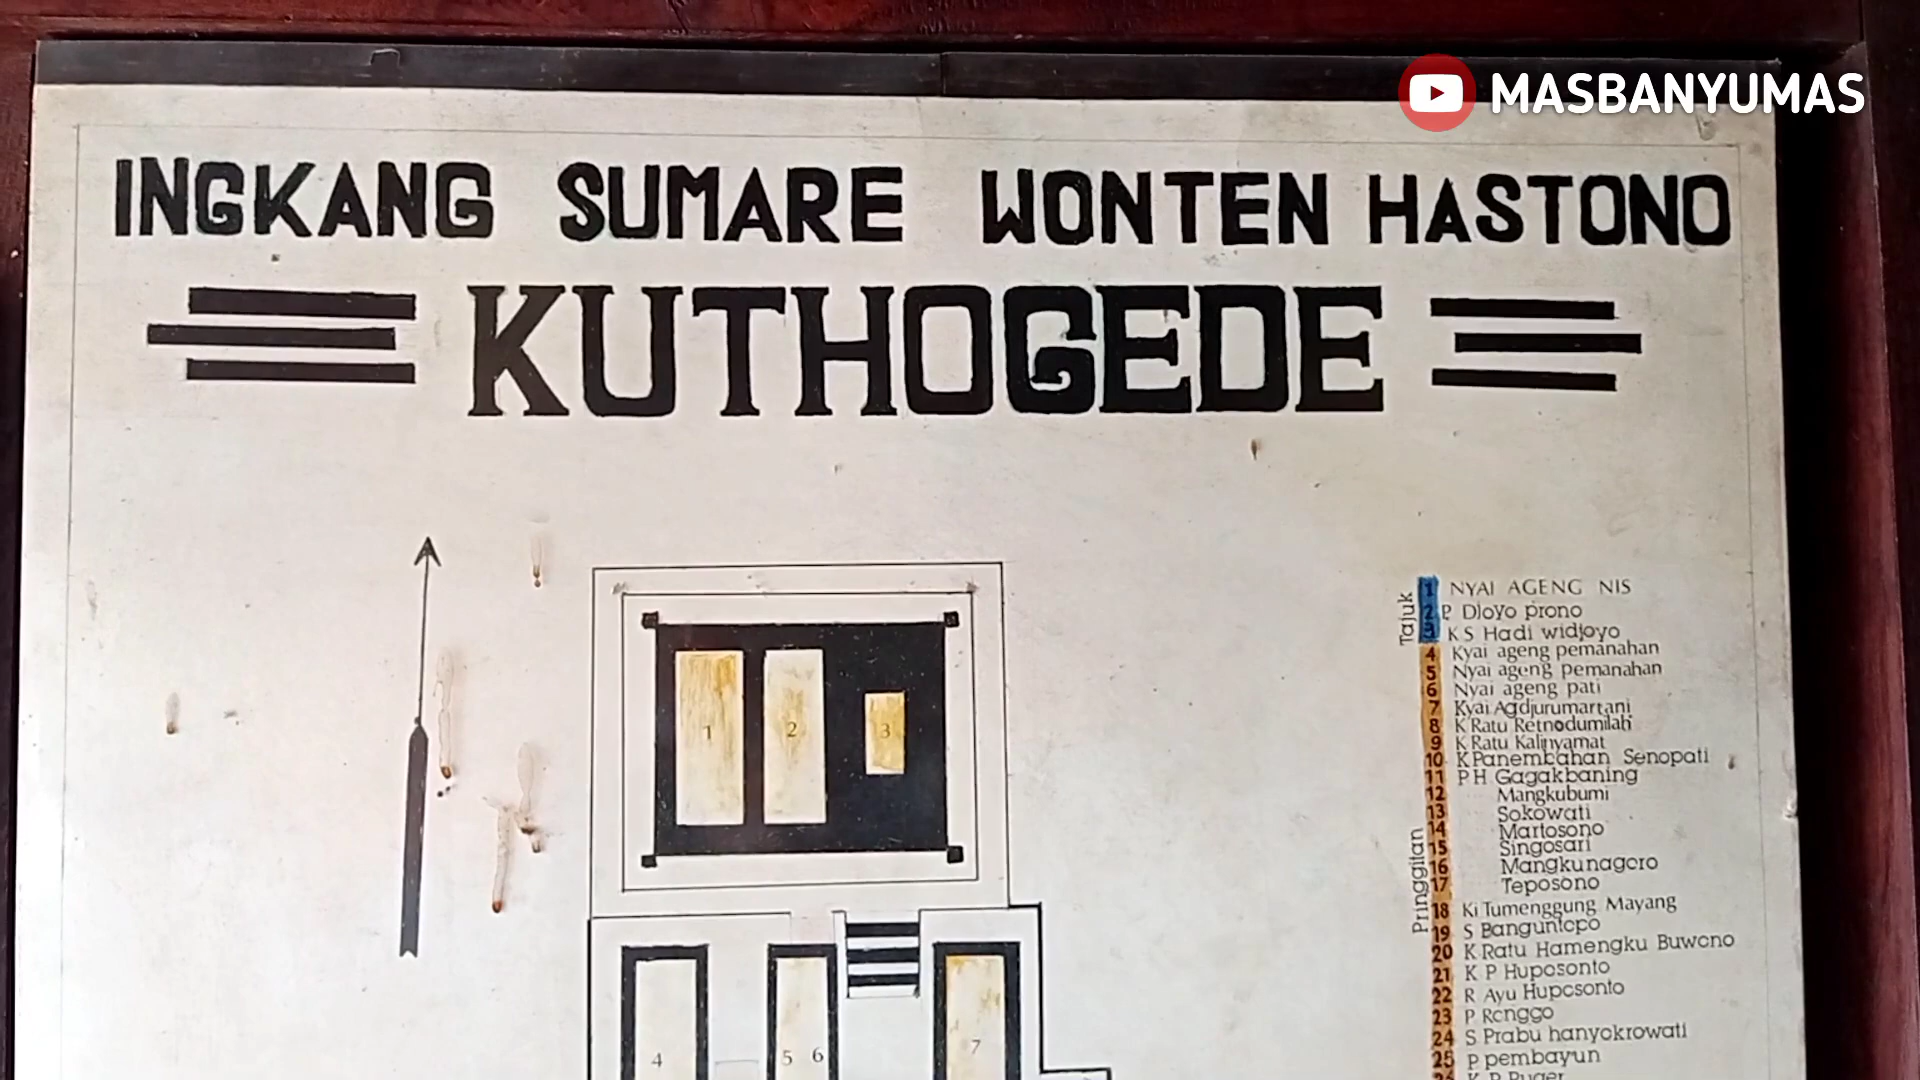 MASBANYUMAS
INGKANG SUMARE WONTEN HASTONO
KUTHOGEDE
Tajuk
1 NYAI AGENG NIS
2 P. Djoyo prono
3 K S Hadi widjoyo
Pringgitan
4 Kyai ageng pemanahan
5 Nyai ageng pemanahan
6 Nyai ageng pati
7 Kyai Agdjurumartani
8 K Ratu Retnodumilah
9 K Ratu Kalinyamat
10 K Panembahan Senopati
11 P H Gagakbaning
12 Mangkubumi
13 Sokowati
14 Martosono
15 Singosari
16 Mangkunagoro
17 Teposono
18 Ki Tumenggung Mayang
19 S Banguntopo
20 K Ratu Hamengku Buwono
21 K P Huposonto
22 R Ayu Huposonto
23 P Ronggo
24 S Prabu hanyokrowati
25 P pembayun
1 2 3
4 5 6 7